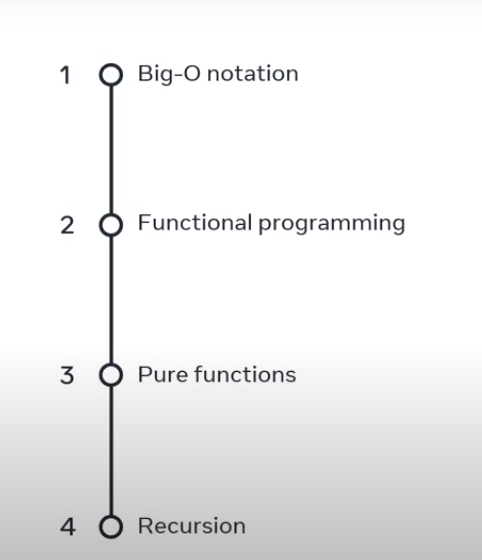 1 Big-O notation
2 Functional programming
3 Pure functions
4 Recursion